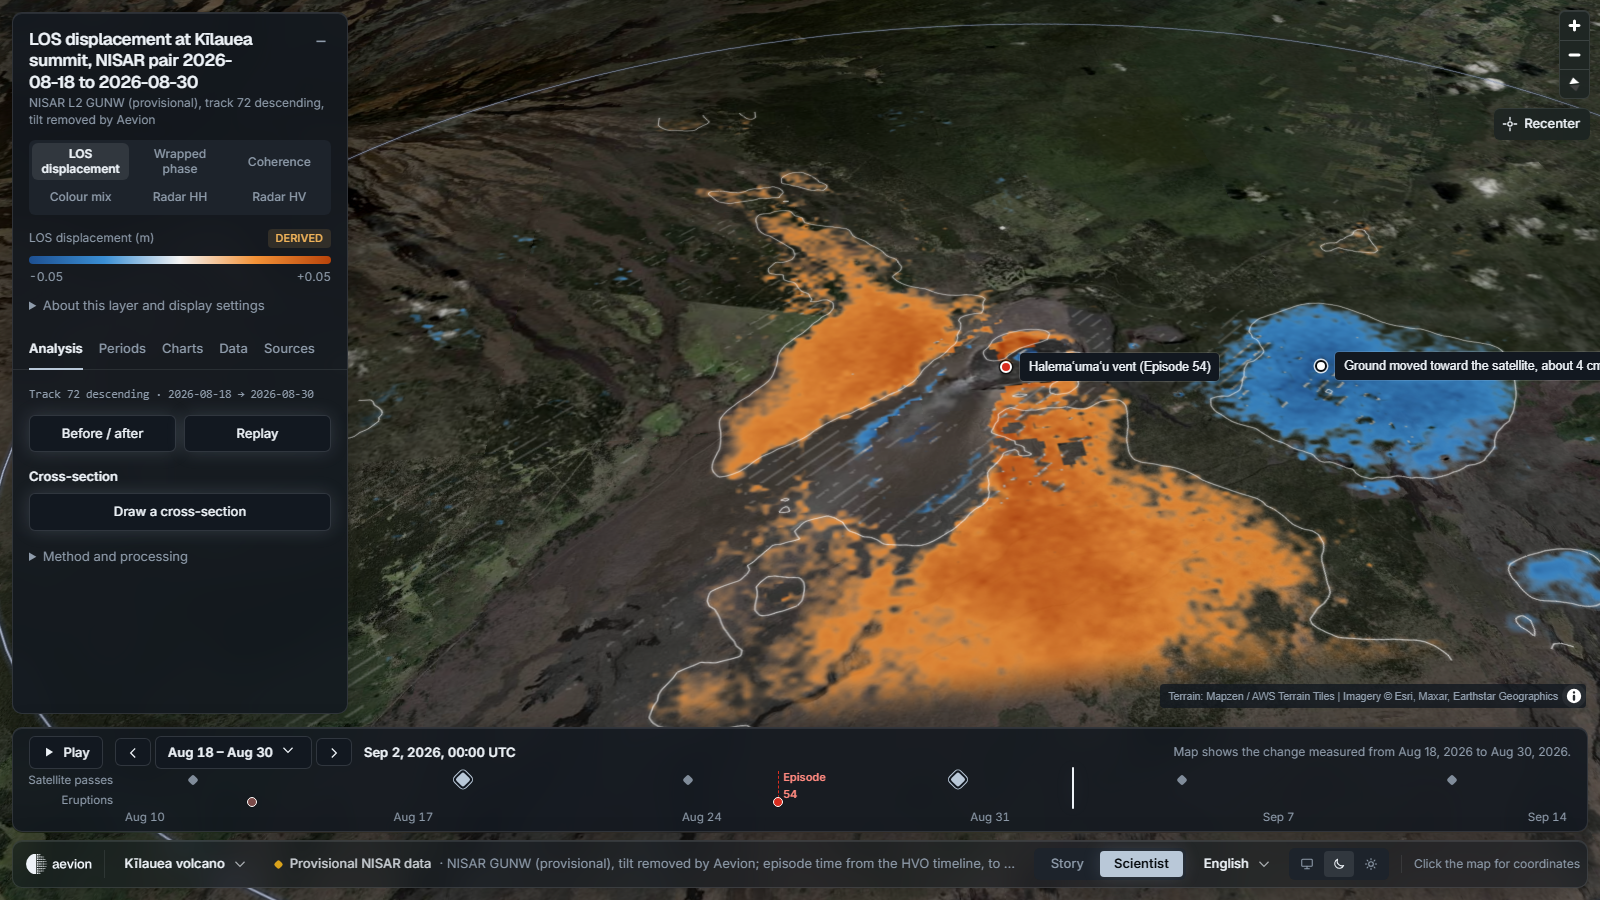 LOS displacement at Kīlauea
summit, NISAR pair 2026-
08-18 to 2026-08-30
NISAR L2 GUNW (provisional), track 72 descending,
tilt removed by Aevion
LOS
displacement
Wrapped
phase
Coherence
Colour mix
Radar HH
Radar HV
LOS displacement (m)
DERIVED
-0.05
+0.05
About this layer and display settings
Analysis
Periods
Charts
Data
Sources
Track 72 descending · 2026-08-18 → 2026-08-30
Before / after
Replay
Cross-section
Draw a cross-section
Method and processing
Recenter
Halemaʻumaʻu vent (Episode 54)
Ground moved toward the satellite, about 4 cm
Terrain: Mapzen / AWS Terrain Tiles | Imagery © Esri, Maxar, Earthstar Geographics
Play
Aug 18 – Aug 30
Sep 2, 2026, 00:00 UTC
Map shows the change measured from Aug 18, 2026 to Aug 30, 2026.
Satellite passes
Eruptions
Episode
54
Aug 10
Aug 17
Aug 24
Aug 31
Sep 7
Sep 14
aevion
Kīlauea volcano
Provisional NISAR data
· NISAR GUNW (provisional), tilt removed by Aevion; episode time from the HVO timeline, to ...
Story
Scientist
English
Click the map for coordinates